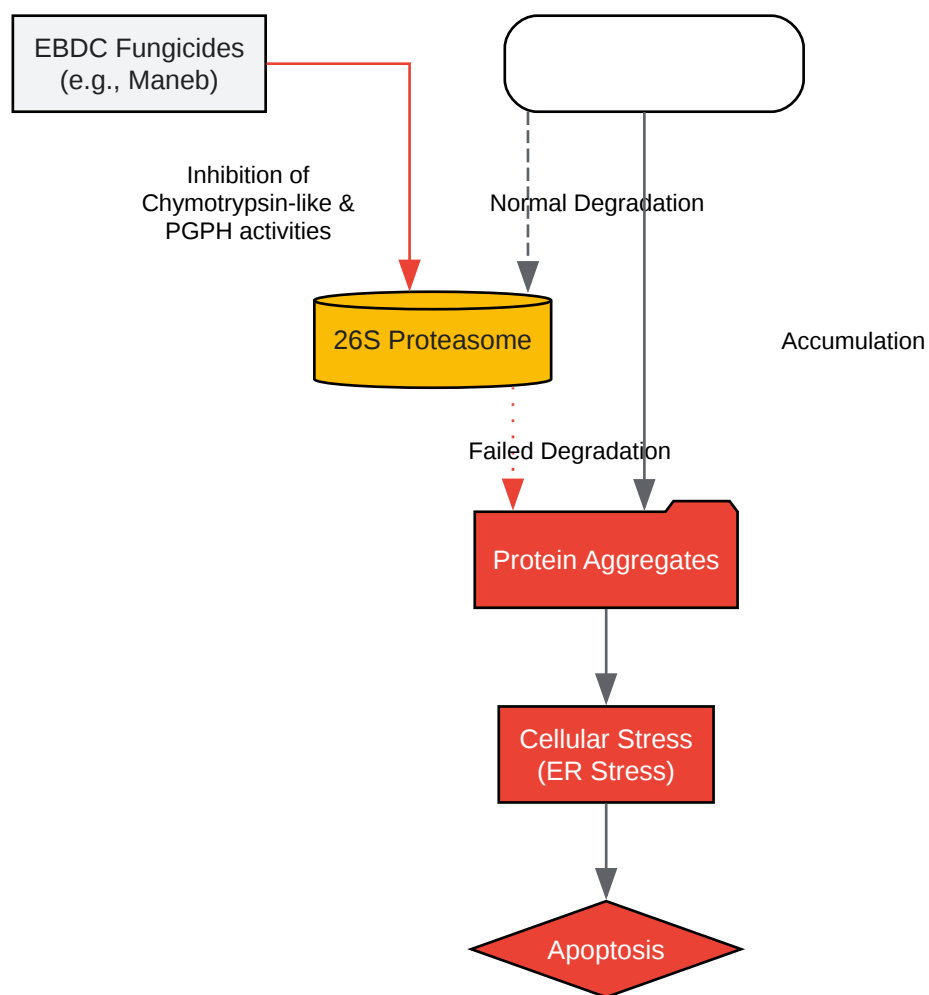 EBDC Fungicides
(e.g., Maneb)
Inhibition of
Chymotrypsin-like &
PGPH activities
Normal Degradation
26S Proteasome
Accumulation
Failed Degradation
Protein Aggregates
Cellular Stress
(ER Stress)
Apoptosis